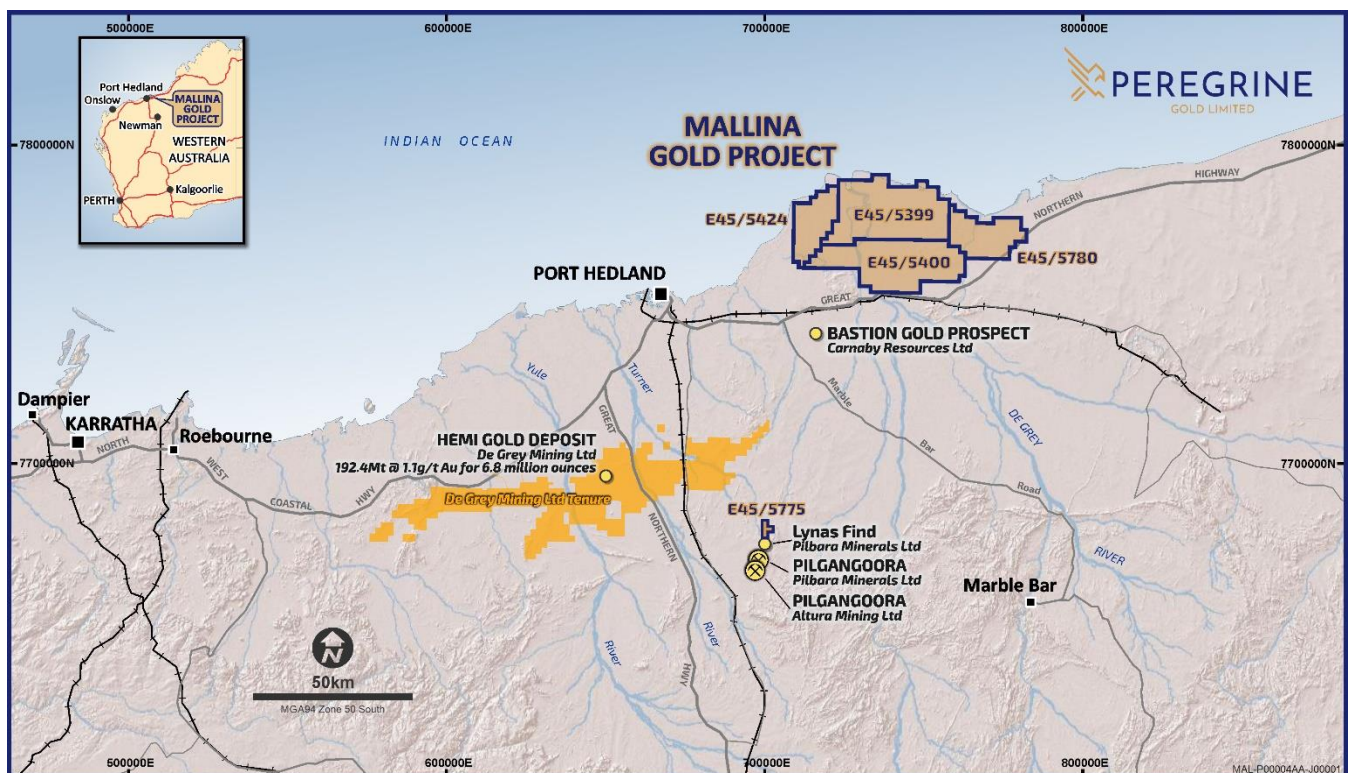 500000E
600000E
700000E
800000E
Port Hedland
Onslow
MALLINA
GOLD
PROJECT
Newman
WESTERN
AUSTRALIA
PERTH
Kalgoorlie
PEREGRINE
GOLD LIMITED
7800000N
7800000N
INDIAN OCEAN
MALLINA
GOLD PROJECT
HIGHWAY
NORTHERN
GREAT
E45/5424
E45/5399
E45/5400
E45/5780
PORT HEDLAND
BASTION GOLD PROSPECT
Carnaby Resources Ltd
Yule
Turner
Marble
Bar
Road
DE GREY
RIVER
Dampier
KARRATHA
Roebourne
NORTH
WEST
COASTAL
HWY
GREAT
NORTHERN
HWY
HEMI GOLD DEPOSIT
De Grey Mining Ltd
192.4Mt @ 1.1g/t Au for 6.8 million ounces
De Grey Mining Ltd Tenure
7700000N
7700000N
E45/5775
Lynas Find
Pilbara Minerals Ltd
PILGANGOORA
Pilbara Minerals Ltd
PILGANGOORA
Altura Mining Ltd
Marble Bar
River
River
N
50km
MGA94 Zone 50 South
500000E
600000E
700000E
800000E
MAL-P00004AA-J00001